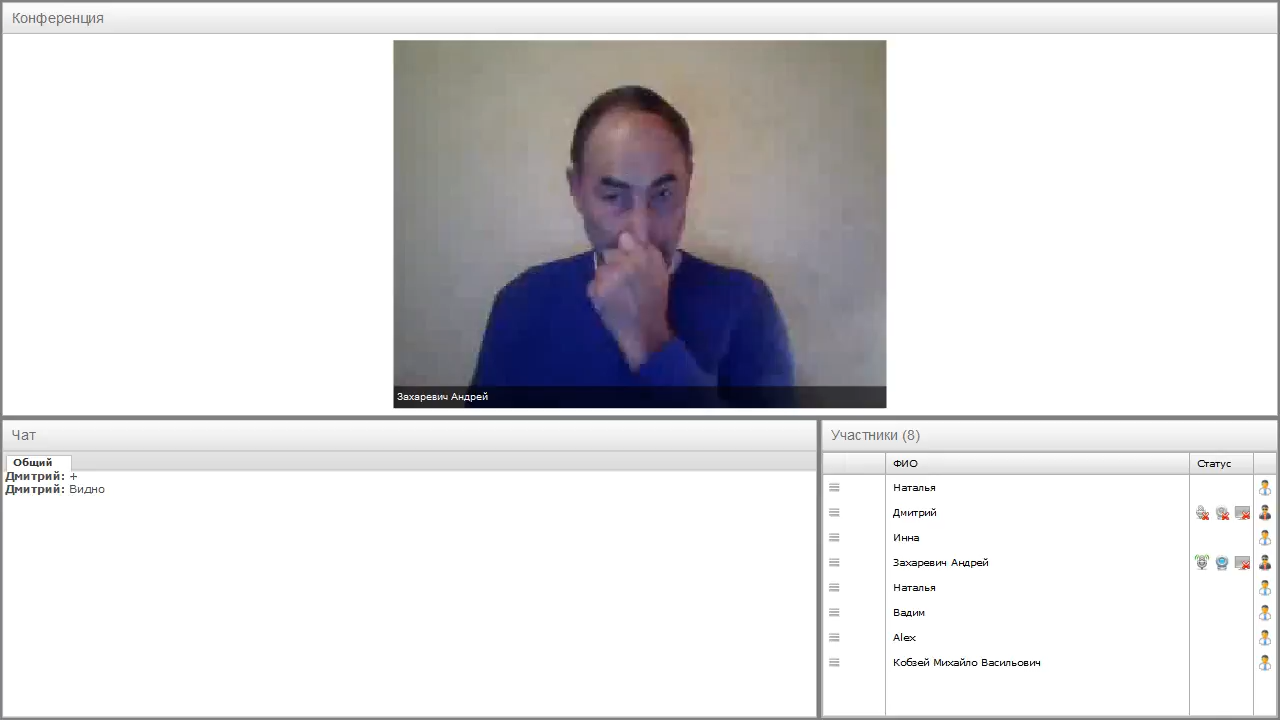 Конференция
Захаревич Андрей
Чат
Общий
Дмитрий: +
Дмитрий: Видно
Участники (8)
ФИО Статус
Наталья
Дмитрий
Инна
Захаревич Андрей
Наталья
Вадим
Alex
Кобзей Михайло Васильович